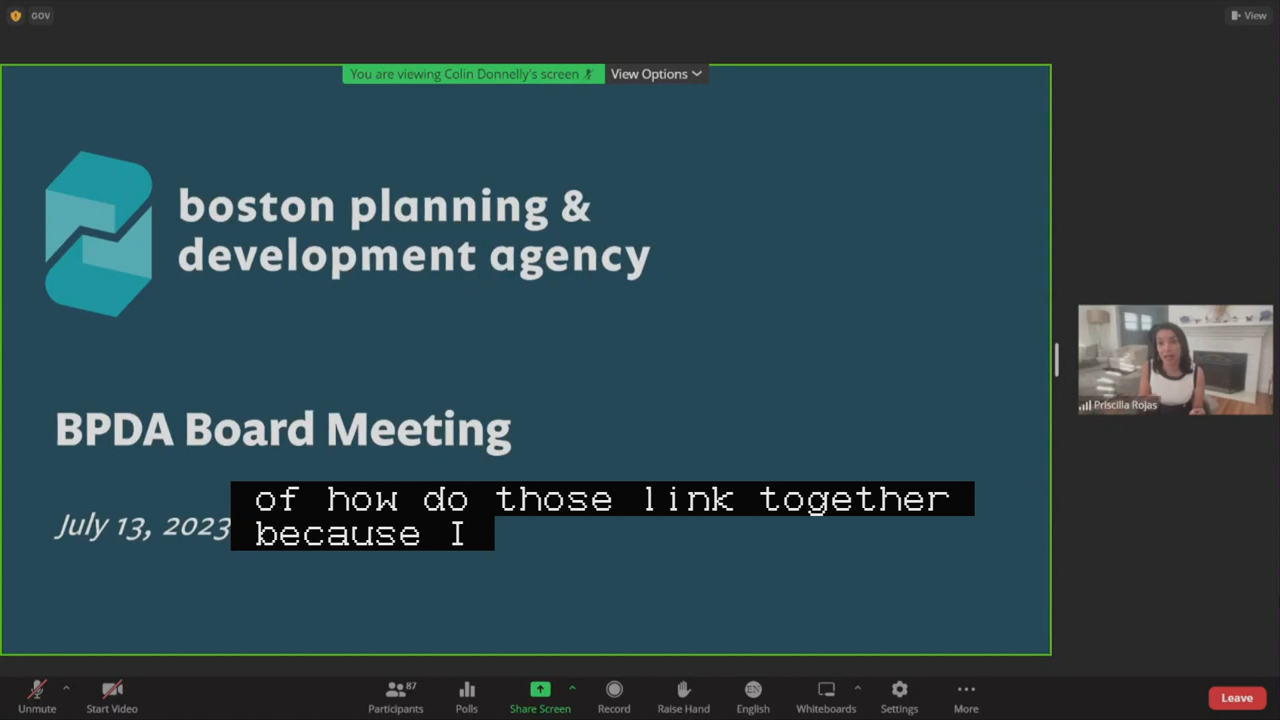 GOV
View
You are viewing Colin Donnelly's screen
View Options
boston planning &
development agency
BPDA Board Meeting
July 13, 2023
of how do those link together
because I
Priscilla Rojas
Unmute
Start Video
87
Participants
Polls
Share Screen
Record
Raise Hand
EN
English
Whiteboards
Settings
More
Leave